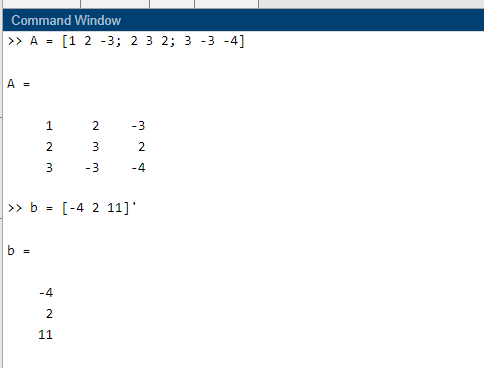 Command Window
>> A = [1 2 -3; 2 3 2; 3 -3 -4]
A =
1 2 -3
2 3 2
3 -3 -4
>> b = [-4 2 11]'
b =
-4
2
11